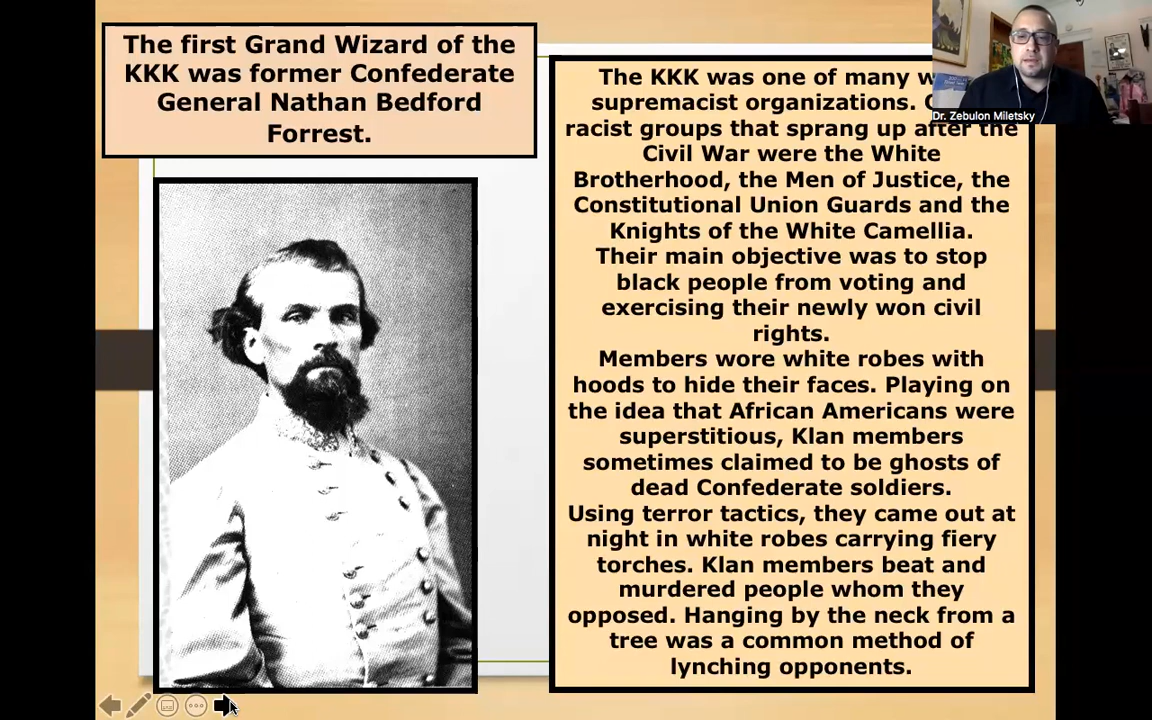 The first Grand Wizard of the
KKK was former Confederate
General Nathan Bedford
Forrest.
The KKK was one of many
supremacist organizations.
racist groups that sprang up after the
Civil War were the White
Brotherhood, the Men of Justice, the
Constitutional Union Guards and the
Knights of the White Camellia.
Their main objective was to stop
black people from voting and
exercising their newly won civil
rights.
Members wore white robes with
hoods to hide their faces. Playing on
the idea that African Americans were
superstitious, Klan members
sometimes claimed to be ghosts of
dead Confederate soldiers.
Using terror tactics, they came out at
night in white robes carrying fiery
torches. Klan members beat and
murdered people whom they
opposed. Hanging by the neck from a
tree was a common method of
lynching opponents.
Dr. Zebulon Miletsky